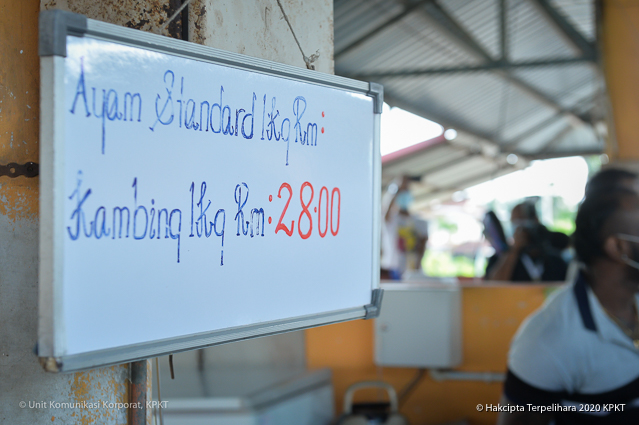 Ayam Standard 1kg Rm:
Kambing 1kg Rm:28.00
© Unit Komunikasi Korporat, KPKT
© Hakcipta Terpelihara 2020 KPKT